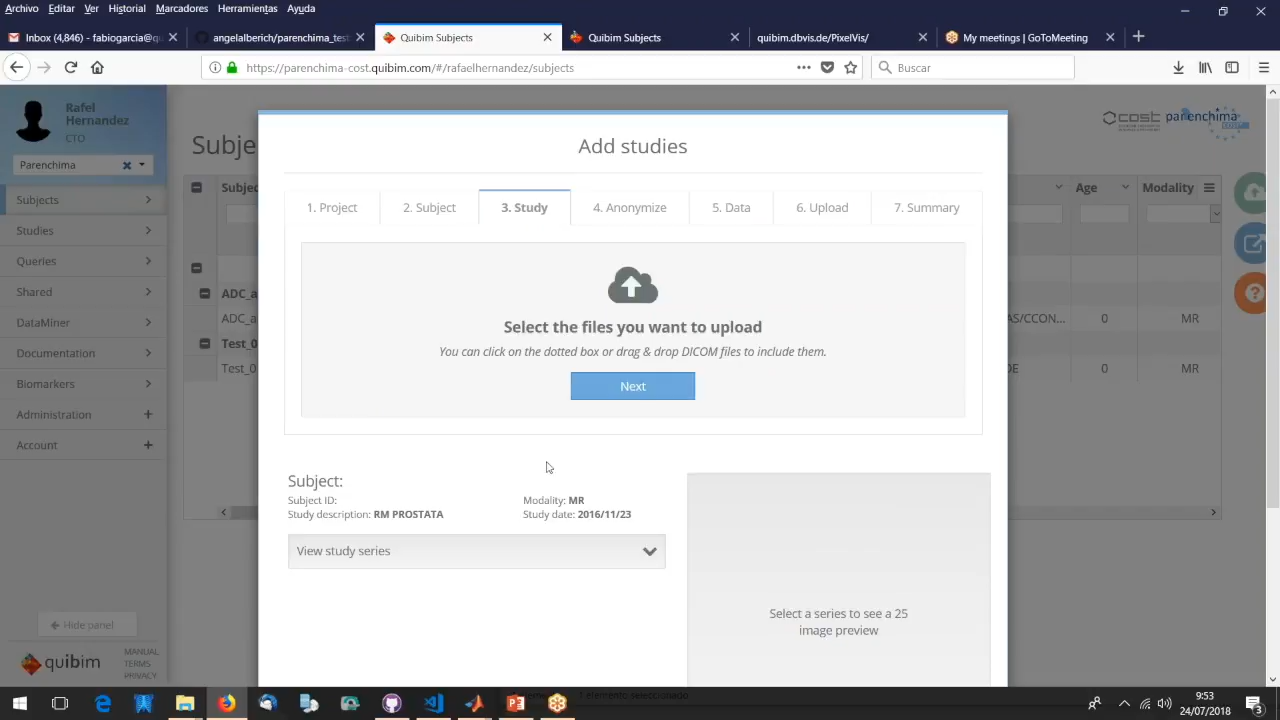 Archivo Editar Ver Historial Marcadores Herramientas Ayuda
Inbox (4,846) - fabiogarcia@qu
angelalberich/parenchima_test
Quibim Subjects
Quibim Subjects
quibim.dbvis.de/PixelVis/
My meetings | GoToMeeting
https://parenchima-cost.quibim.com/#/rafaelhernandez/subjects
Buscar
Rafel
Hernandez
CTO
Parenchima
Subjects
Studies
Queries
Shared
DataMiner
Documentation
Biomarkers
Administration
Account
Hide panel
quibim
MANUAL
TERMS
PRIVACY
Subje
cost parenchima
Subjec
Age
Modality
ADC_a
ADC_a
AS/CCON...
0
MR
Test_0
Test_0
DE
0
MR
Add studies
1. Project
2. Subject
3. Study
4. Anonymize
5. Data
6. Upload
7. Summary
Select the files you want to upload
You can click on the dotted box or drag & drop DICOM files to include them.
Next
Subject:
Subject ID:
Modality: MR
Study description: RM PROSTATA
Study date: 2016/11/23
View study series
Select a series to see a 25
image preview
1 elemento seleccionado
9:53
24/07/2018
3